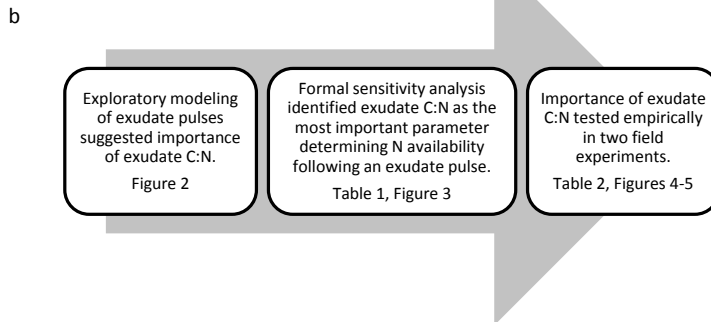 b
Exploratory modeling
of exudate pulses
suggested importance
of exudate C:N.
Figure 2
Formal sensitivity analysis
identified exudate C:N as the
most important parameter
determining N availability
following an exudate pulse.
Table 1, Figure 3
Importance of exudate
C:N tested empirically
in two field
experiments.
Table 2, Figures 4-5